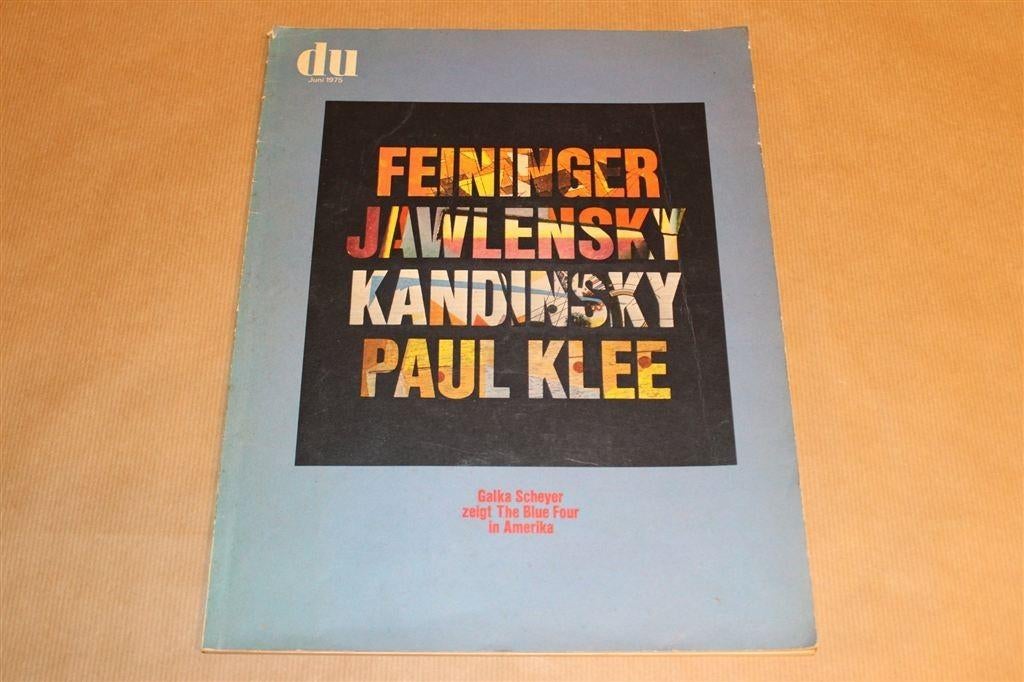 du
Juni 1975
FEININGER
JAWLENSKY
KANDINSKY
PAUL KLEE
Galka Scheyer
zeigt The Blue Four
in Amerika